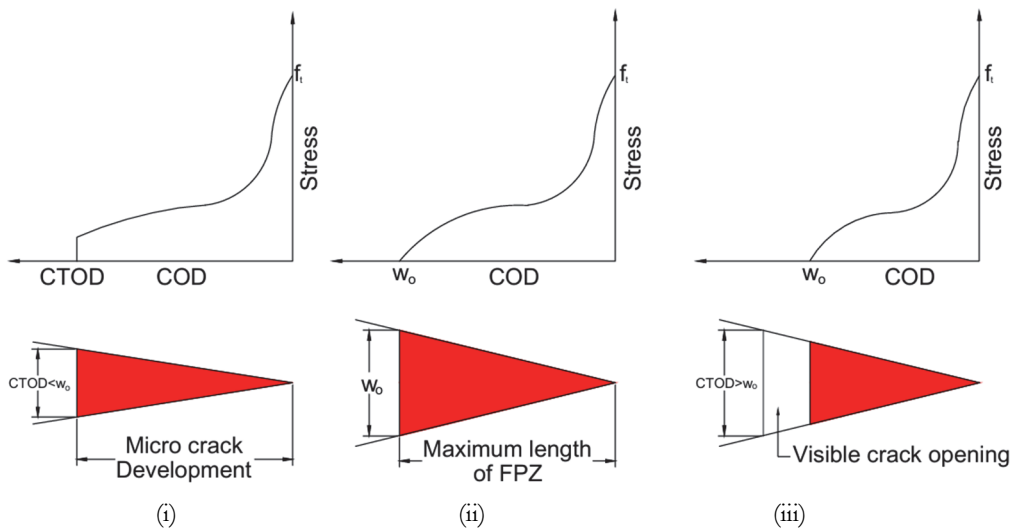 fₜ
Stress
CTOD
COD
fₜ
Stress
wₒ
COD
fₜ
Stress
wₒ
COD
CTOD<wₒ
Micro crack
Development
wₒ
Maximum length
of FPZ
CTOD>wₒ
Visible crack opening
(i)
(ii)
(iii)